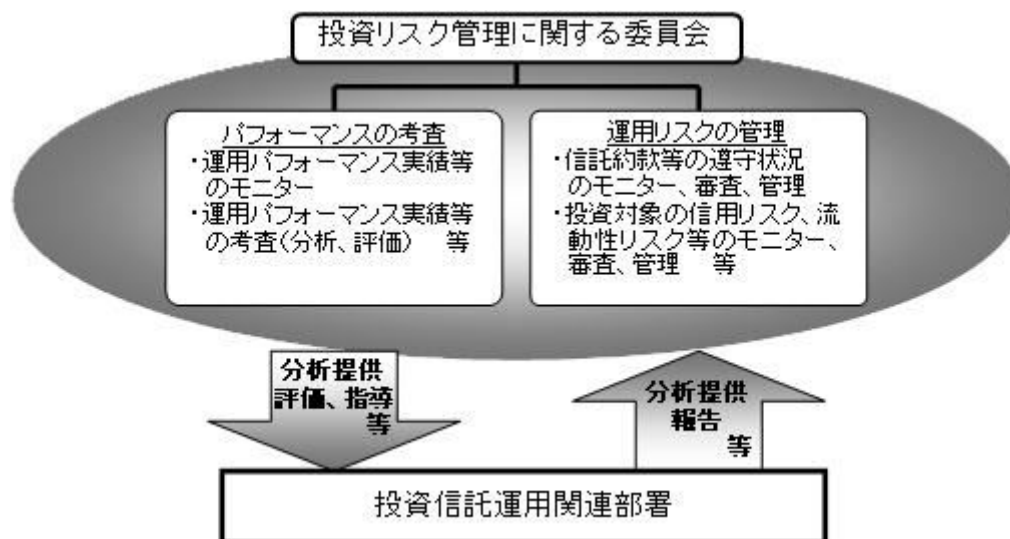 投資リスク管理に関する委員会
パフォーマンスの考査
・運用パフォーマンス実績等
のモニター
・運用パフォーマンス実績等
の考査(分析、評価) 等
運用リスクの管理
・信託約款等の遵守状況
のモニター、審査、管理
・投資対象の信用リスク、流
動性リスク等のモニター、
審査、管理 等
分析提供
評価、指導
等
分析提供
報告
等
投資信託運用関連部署